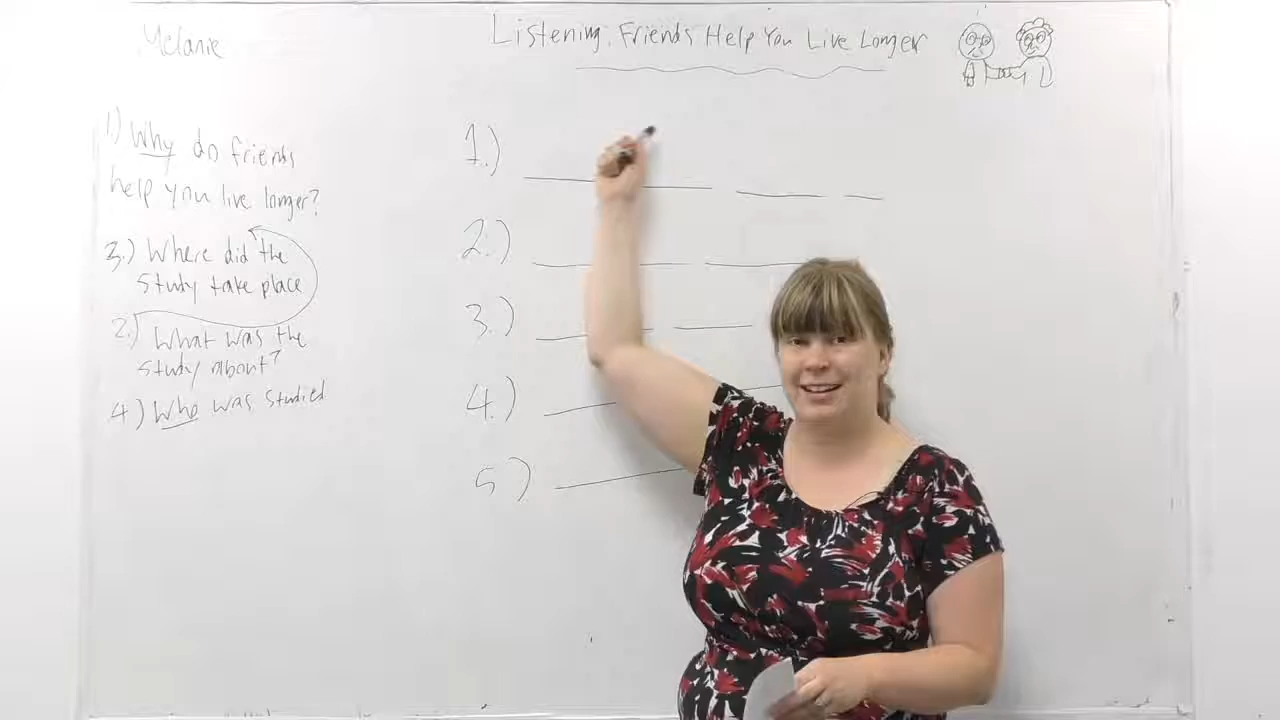 Melanie
Listening: Friends Help You Live Longer
1) Why do friends
help you live longer?
3.) Where did the
study take place
2.) What was the
study about?
4) Who was studied
1.)
2.)
3.)
4.)
5)